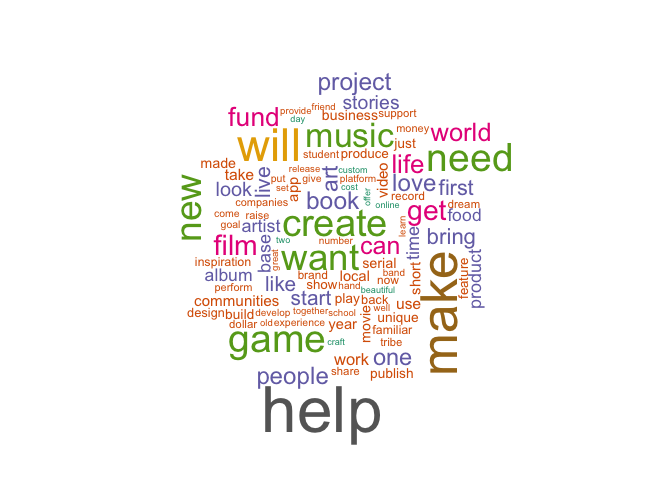 project
stories
provide friend
fund day business support
will music money world
student produce just
made release custom life need
take live put give platform art video
look set app cost love first
new companies book offer record dream
come raise create online get food
goal artist learn
film two number can time bring
inspiration base great want serial
album brand local band short feature product
perform like show hand now beautiful
communities start play back well use make
design build develop together school movie unique
dollar old experience year familiar
game craft tribe
work one
people share publish
help